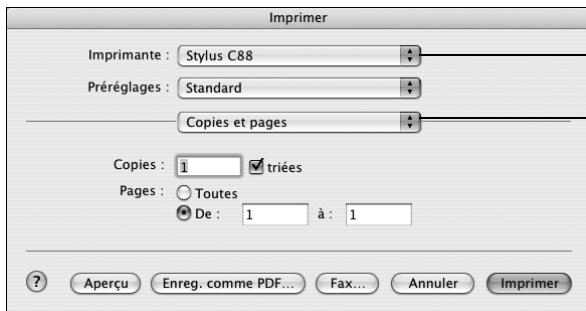 Imprimer
Imprimante : Stylus C88
Préréglages : Standard
Copies et pages
Copies : 1 triées
Pages : Toutes
De : 1 à : 1
? Aperçu Enreg. comme PDF... Fax... Annuler Imprimer